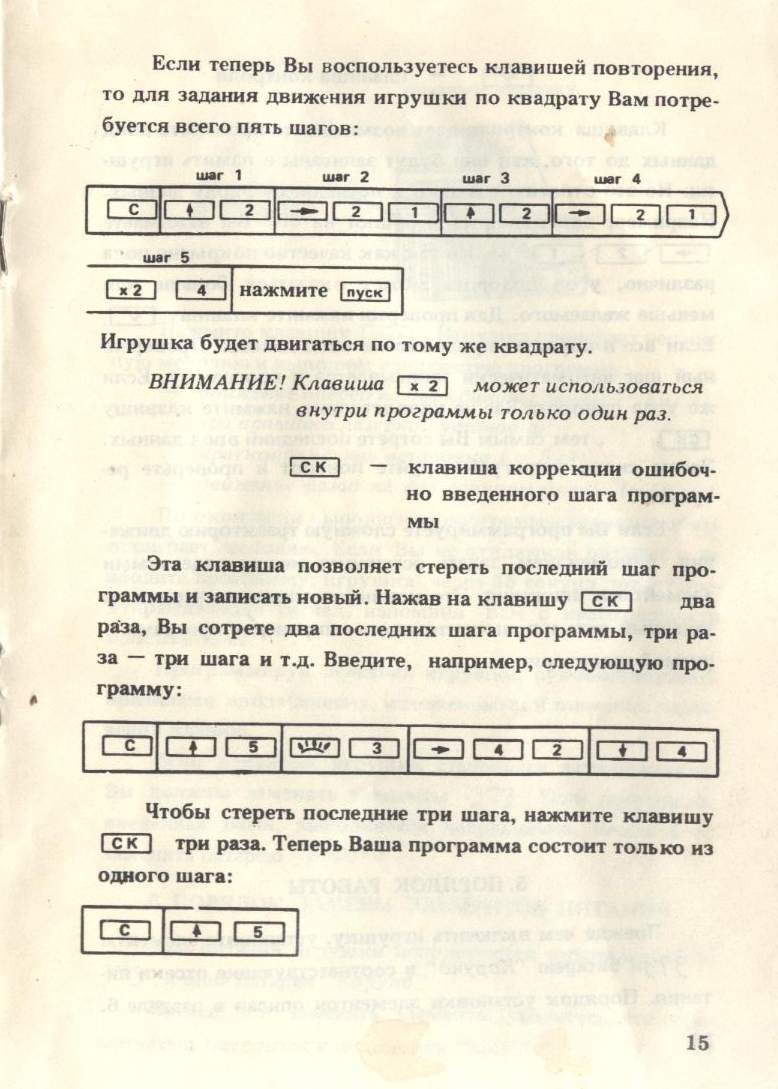 Если теперь Вы воспользуетесь клавишей повторения,
то для задания движения игрушки по квадрату Вам потре-
буется всего пять шагов:
шаг 1 шаг 2 шаг 3 шаг 4
С ↑ 2 → 2 1 ↑ 2 → 2 1
шаг 5
х 2 4 нажмите пуск
Игрушка будет двигаться по тому же квадрату.
ВНИМАНИЕ! Клавиша х 2 может использоваться
внутри программы только один раз.
СК — клавиша коррекции ошибоч-
но введенного шага програм-
мы
Эта клавиша позволяет стереть последний шаг про-
граммы и записать новый. Нажав на клавишу СК два
раза, Вы сотрете два последних шага программы, три ра-
за — три шага и т.д. Введите, например, следующую про-
грамму:
С ↑ 5 3 → 4 2 ↓ 4
Чтобы стереть последние три шага, нажмите клавишу
СК три раза. Теперь Ваша программа состоит только из
одного шага:
С ↑ 5
15